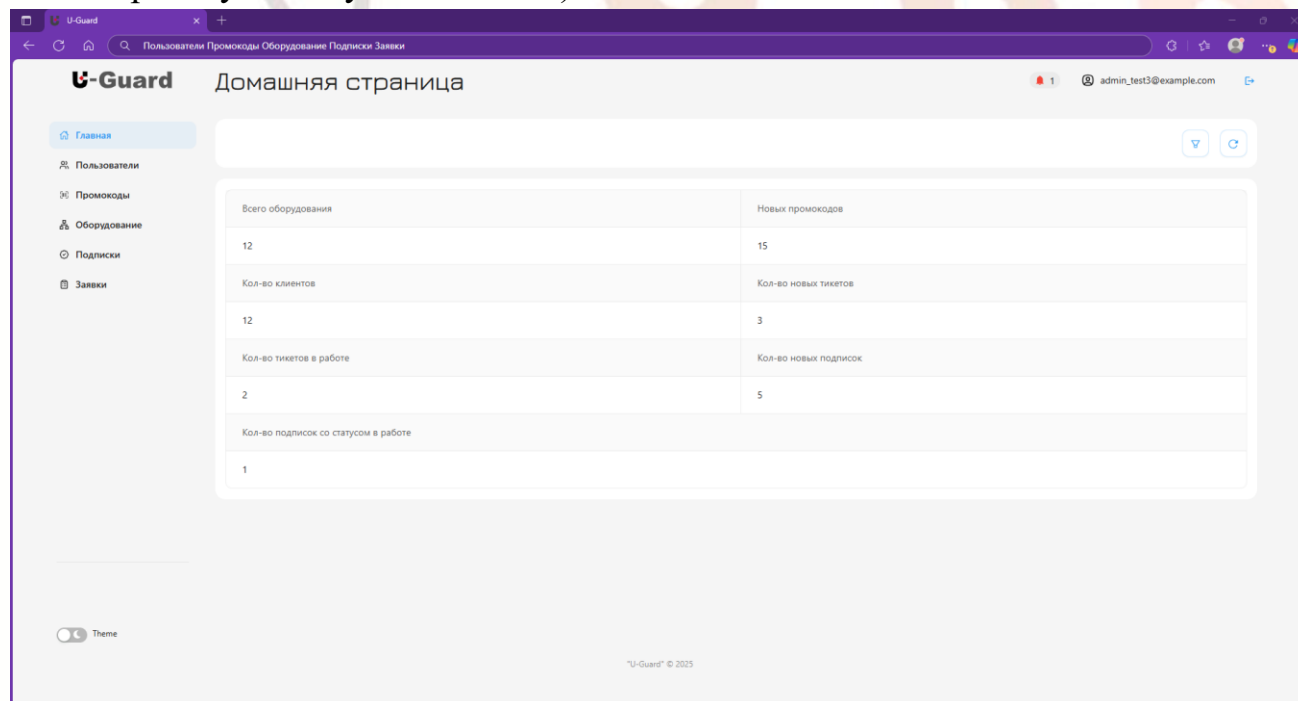 U-Guard
Пользователи Промокоды Оборудование Подписки Заявки
U-Guard
Домашняя страница
1
admin_test3@example.com
Главная
Пользователи
Промокоды
Оборудование
Подписки
Заявки
Всего оборудования
Новых промокодов
12
15
Кол-во клиентов
Кол-во новых тикетов
12
3
Кол-во тикетов в работе
Кол-во новых подписок
2
5
Кол-во подписок со статусом в работе
1
Theme
"U-Guard" © 2025